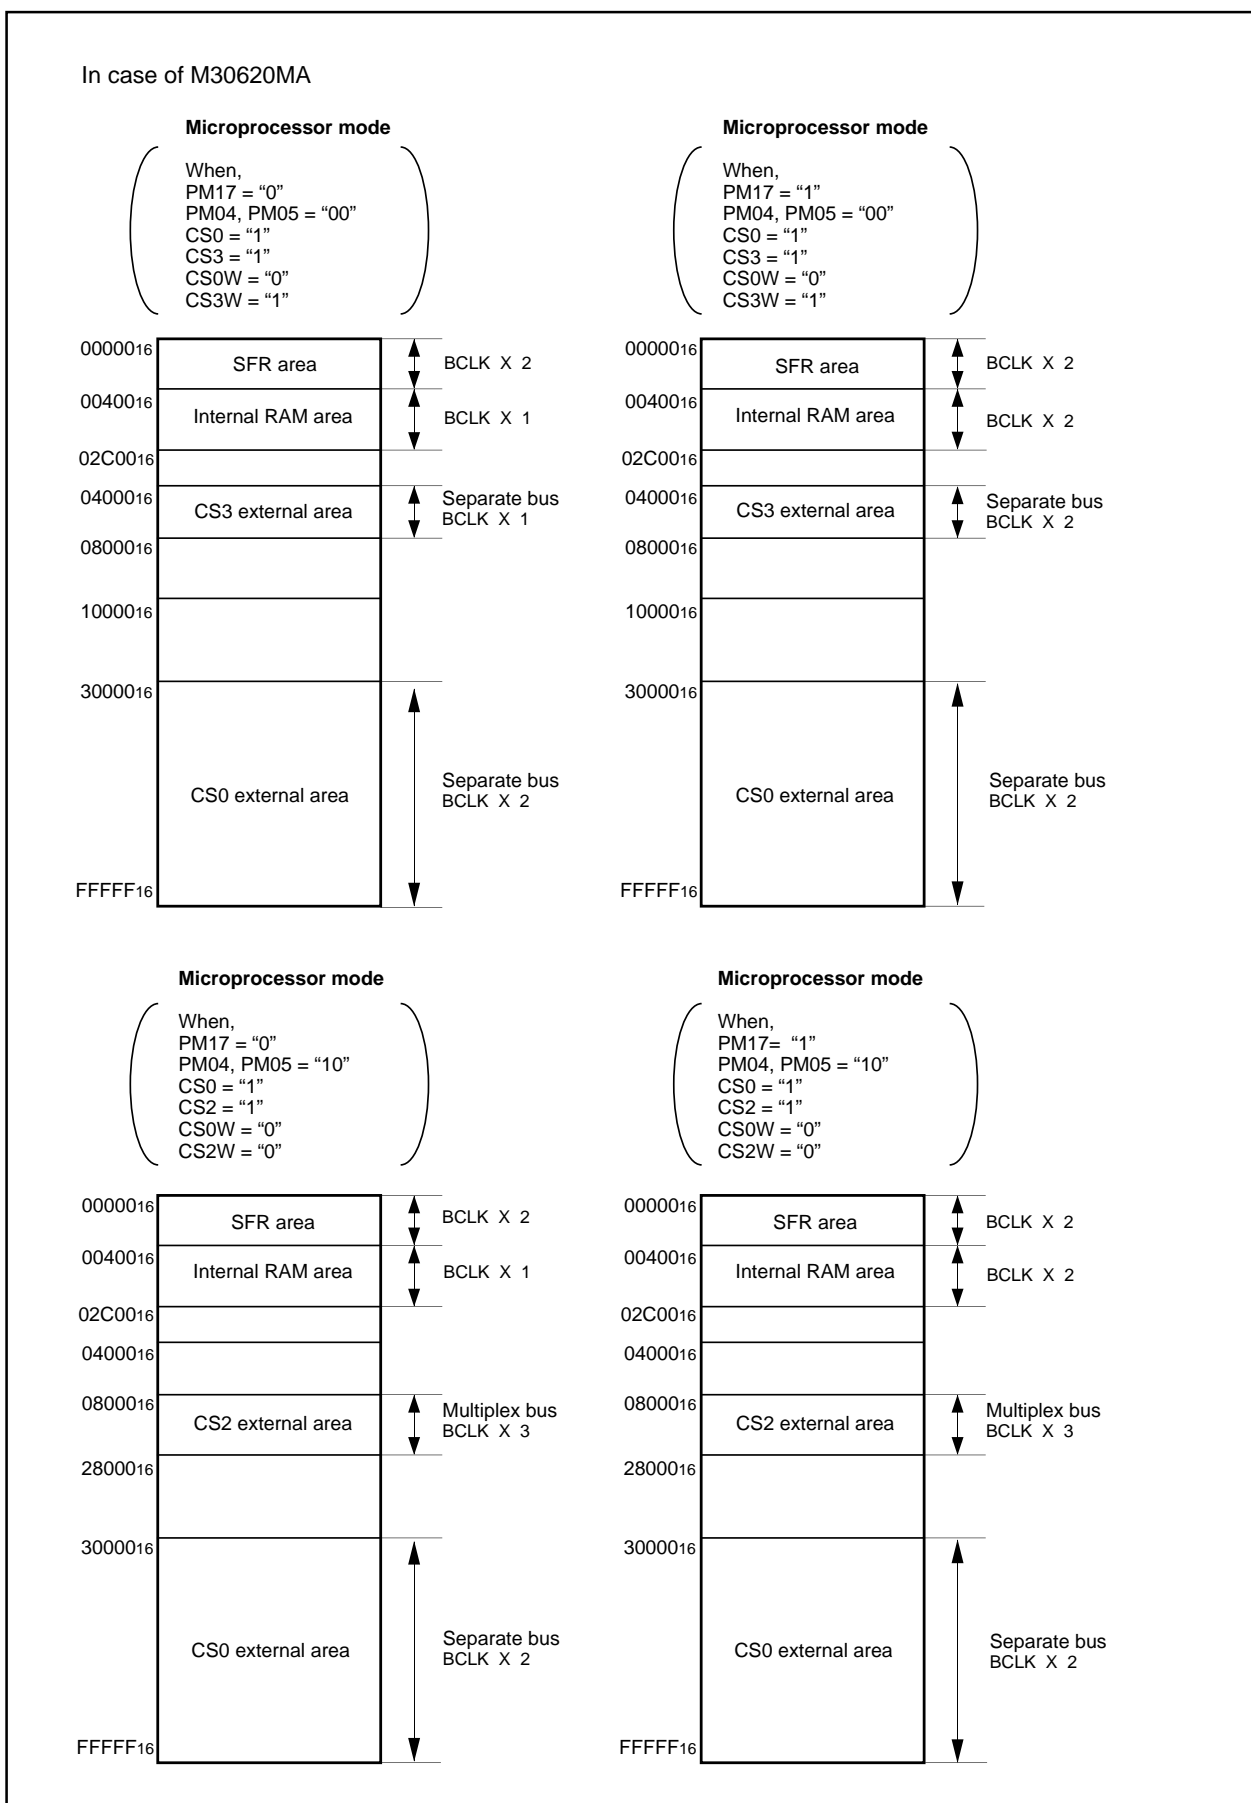 In case of M30620MA
Microprocessor mode
When,
PM17 = “0”
PM04, PM05 = “00”
CS0 = “1”
CS3 = “1”
CS0W = “0”
CS3W = “1”
0000016
SFR area
BCLK X 2
0040016
Internal RAM area
BCLK X 1
02C0016
0400016
CS3 external area
Separate bus
BCLK X 1
0800016
1000016
3000016
CS0 external area
Separate bus
BCLK X 2
FFFFF16
Microprocessor mode
When,
PM17 = “1”
PM04, PM05 = “00”
CS0 = “1”
CS3 = “1”
CS0W = “0”
CS3W = “1”
0000016
SFR area
BCLK X 2
0040016
Internal RAM area
BCLK X 2
02C0016
0400016
CS3 external area
Separate bus
BCLK X 2
0800016
1000016
3000016
CS0 external area
Separate bus
BCLK X 2
FFFFF16
Microprocessor mode
When,
PM17 = “0”
PM04, PM05 = “10”
CS0 = “1”
CS2 = “1”
CS0W = “0”
CS2W = “0”
0000016
SFR area
BCLK X 2
0040016
Internal RAM area
BCLK X 1
02C0016
0400016
0800016
CS2 external area
Multiplex bus
BCLK X 3
2800016
3000016
CS0 external area
Separate bus
BCLK X 2
FFFFF16
Microprocessor mode
When,
PM17= “1”
PM04, PM05 = “10”
CS0 = “1”
CS2 = “1”
CS0W = “0”
CS2W = “0”
0000016
SFR area
BCLK X 2
0040016
Internal RAM area
BCLK X 2
02C0016
0400016
0800016
CS2 external area
Multiplex bus
BCLK X 3
2800016
3000016
CS0 external area
Separate bus
BCLK X 2
FFFFF16